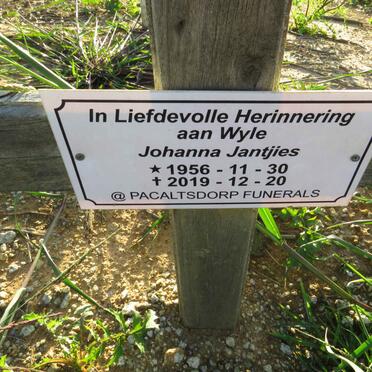 In Liefdevolle Herinnering
aan Wyle
Johanna Jantjies
★ 1956 - 11 - 30
✝ 2019 - 12 - 20
@ PACALTSDORP FUNERALS